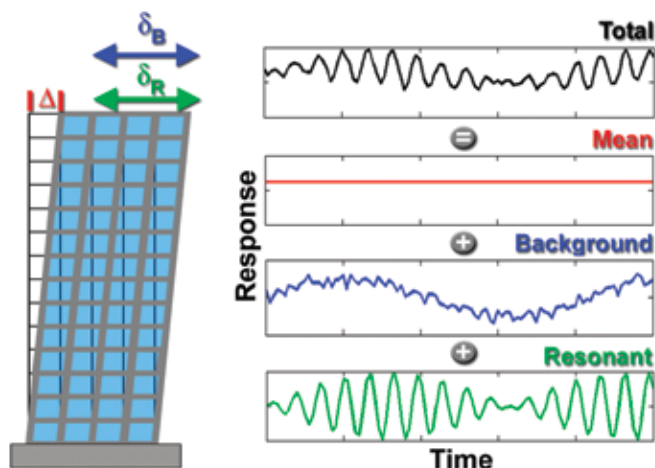 δB
δR
Δ
Total
=
Mean
+
Background
+
Resonant
Response
Time